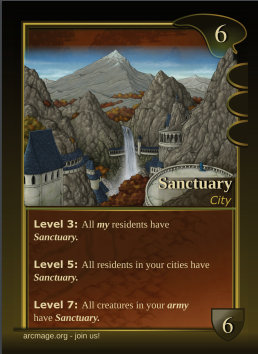 6
Sanctuary
City
Level 3: All my residents have
Sanctuary.
Level 5: All residents in your cities have
Sanctuary.
Level 7: All creatures in your army
have Sanctuary.
6
arcmage.org - join us!